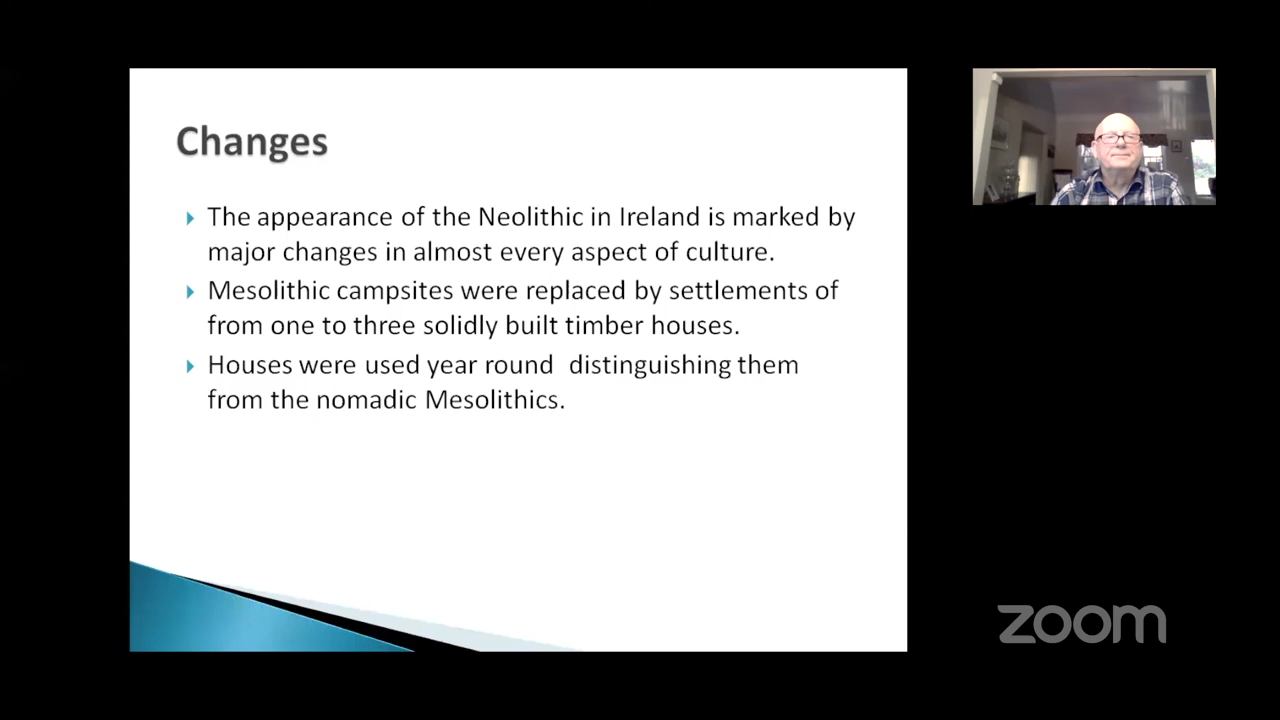 Changes
The appearance of the Neolithic in Ireland is marked by
major changes in almost every aspect of culture.
Mesolithic campsites were replaced by settlements of
from one to three solidly built timber houses.
Houses were used year round  distinguishing them
from the nomadic Mesolithics.
zoom